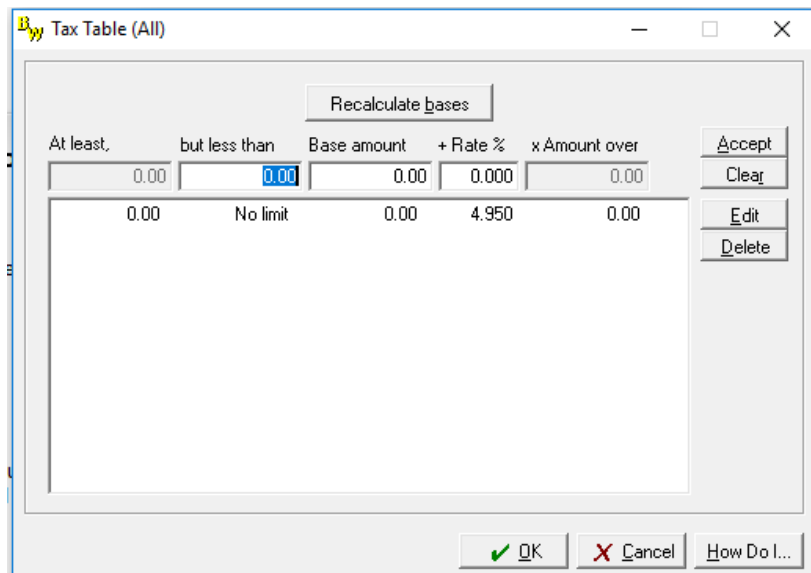 Byy Tax Table (All)
Recalculate bases
At least, but less than Base amount + Rate % x Amount over Accept
0.00 0.00 0.00 0.000 0.00 Clear
0.00 No limit 0.00 4.950 0.00 Edit
Delete
OK Cancel How Do I...